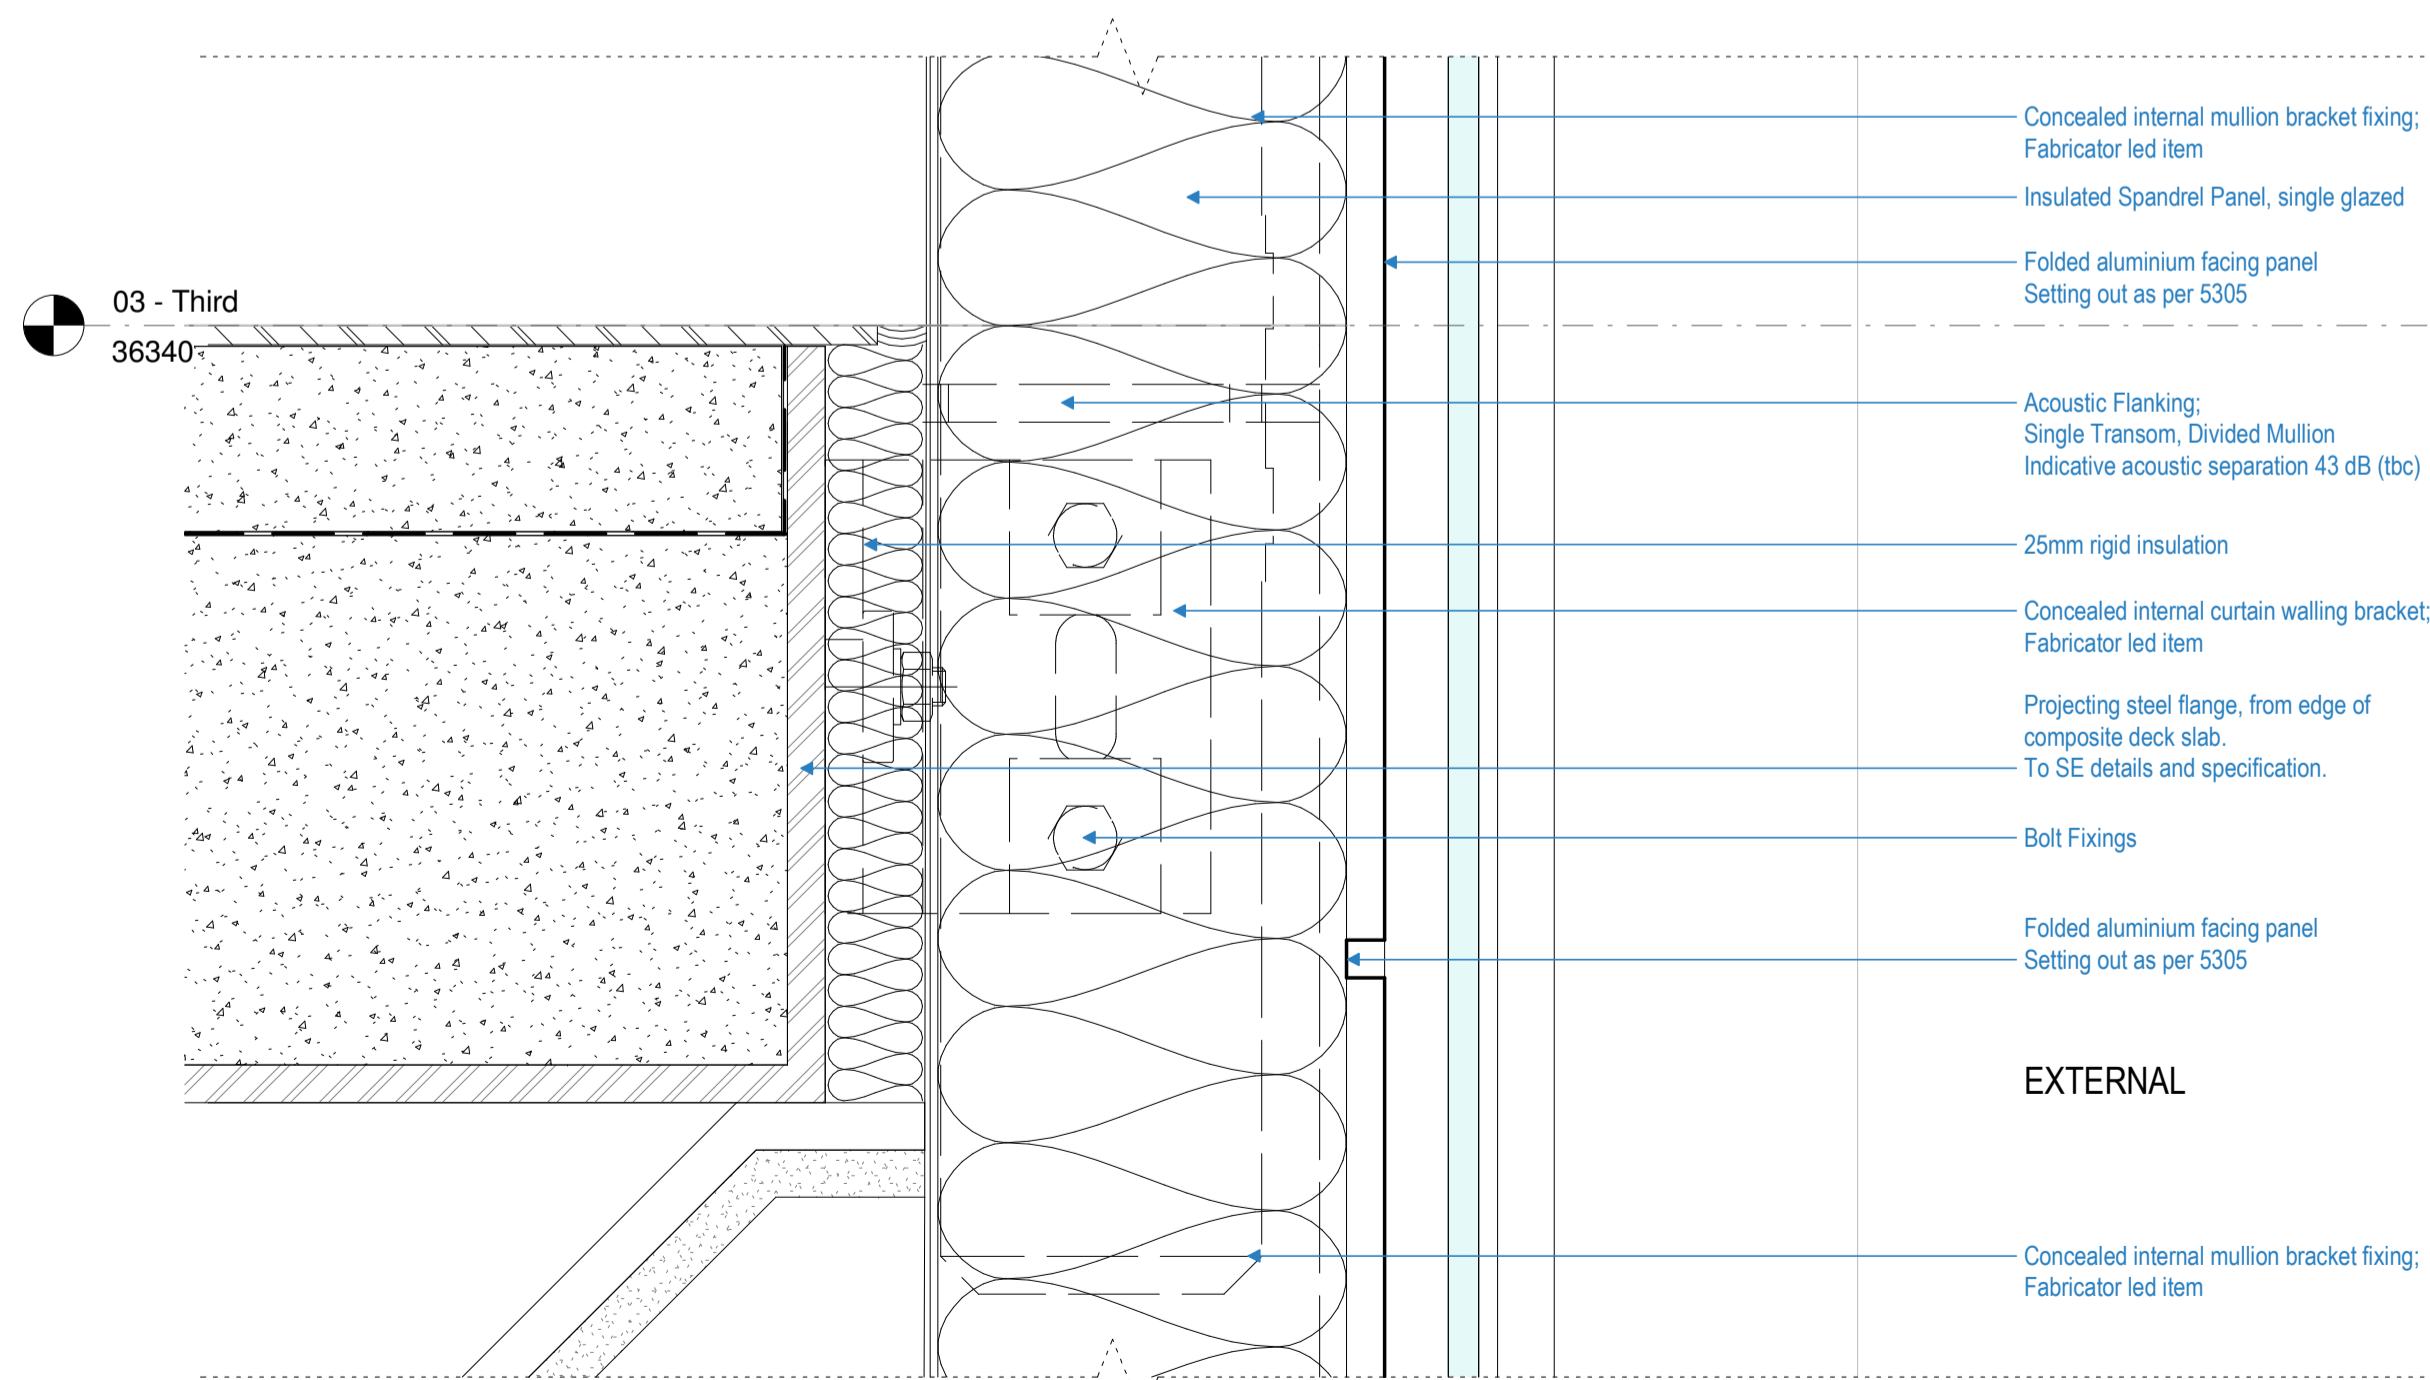 Concealed internal mullion bracket fixing;
Fabricator led item
Insulated Spandrel Panel, single glazed
Folded aluminium facing panel
Setting out as per 5305
03 - Third
36340
Acoustic Flanking;
Single Transom, Divided Mullion
Indicative acoustic separation 43 dB (tbc)
25mm rigid insulation
Concealed internal curtain walling bracket;
Fabricator led item
Projecting steel flange, from edge of
composite deck slab.
To SE details and specification.
Bolt Fixings
Folded aluminium facing panel
Setting out as per 5305
EXTERNAL
Concealed internal mullion bracket fixing;
Fabricator led item